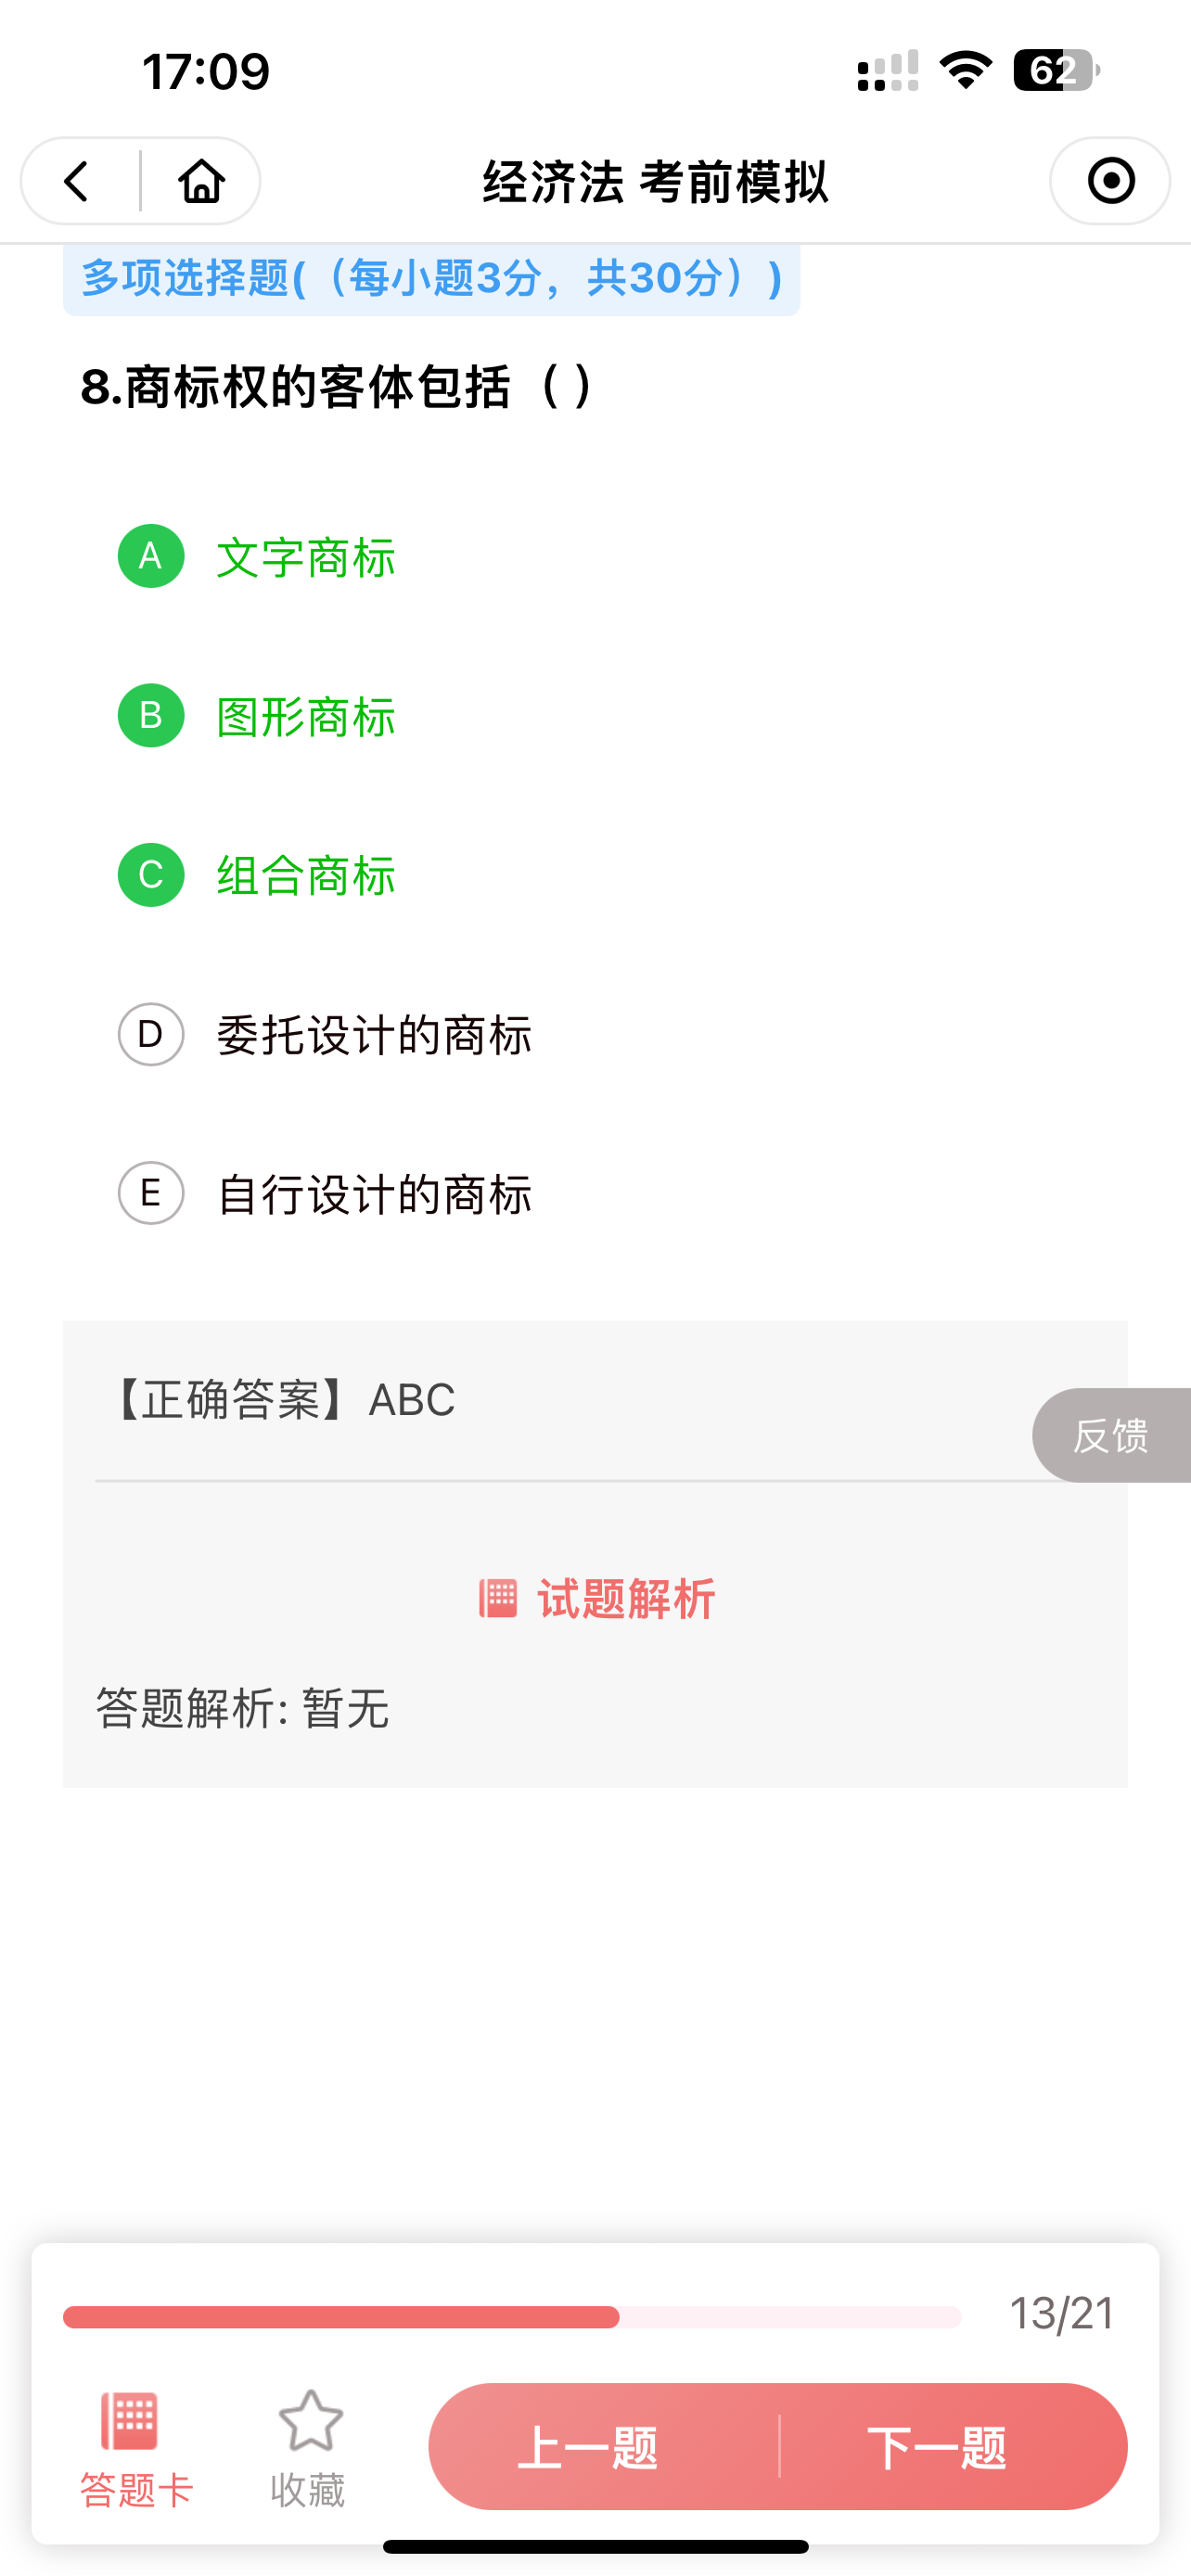 17:09
62
经济法 考前模拟
多项选择题(（每小题3分，共30分）)
8.商标权的客体包括（ ）
A 文字商标
B 图形商标
C 组合商标
D 委托设计的商标
E 自行设计的商标
【正确答案】ABC
反馈
试题解析
答题解析: 暂无
13/21
答题卡 收藏 上一题 下一题